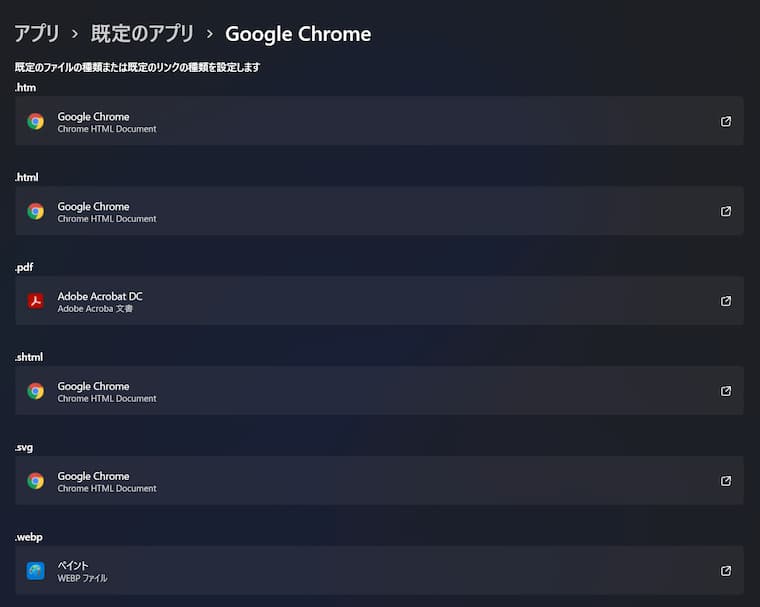 アプリ › 既定のアプリ › Google Chrome
既定のファイルの種類または既定のリンクの種類を設定します
.htm
Google Chrome
Chrome HTML Document
.html
Google Chrome
Chrome HTML Document
.pdf
Adobe Acrobat DC
Adobe Acroba 文書
.shtml
Google Chrome
Chrome HTML Document
.svg
Google Chrome
Chrome HTML Document
.webp
ペイント
WEBP ファイル